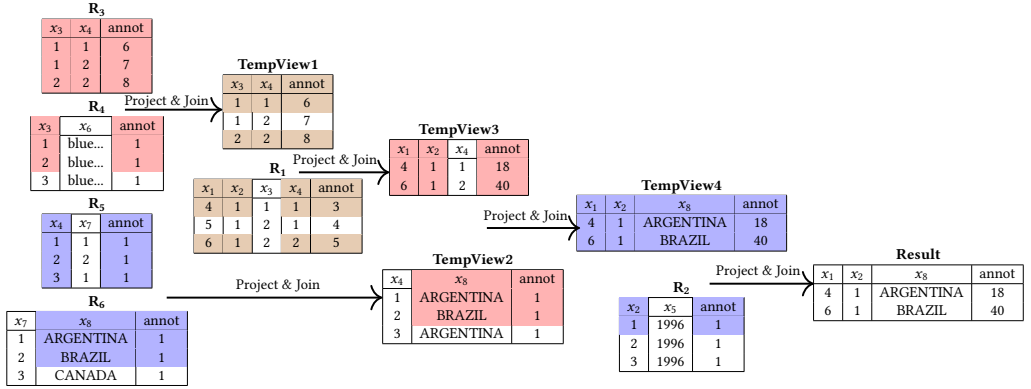 R3
x3 x4 annot
1 1 6
1 2 7
2 2 8
Project & Join
R4
x3 x6 annot
1 blue... 1
2 blue... 1
3 blue... 1
TempView1
x3 x4 annot
1 1 6
1 2 7
2 2 8
R1
x1 x2 x3 x4 annot
4 1 1 1 3
5 1 2 1 4
6 1 2 2 5
Project & Join
TempView3
x1 x2 x4 annot
4 1 1 18
6 1 2 40
R5
x4 x7 annot
1 1 1
2 2 1
3 1 1
R6
x7 x8 annot
1 ARGENTINA 1
2 BRAZIL 1
3 CANADA 1
Project & Join
TempView2
x4 x8 annot
1 ARGENTINA 1
2 BRAZIL 1
3 ARGENTINA 1
Project & Join
TempView4
x1 x2 x8 annot
4 1 ARGENTINA 18
6 1 BRAZIL 40
R2
x2 x5 annot
1 1996 1
2 1996 1
3 1996 1
Project & Join
Result
x1 x2 x8 annot
4 1 ARGENTINA 18
6 1 BRAZIL 40